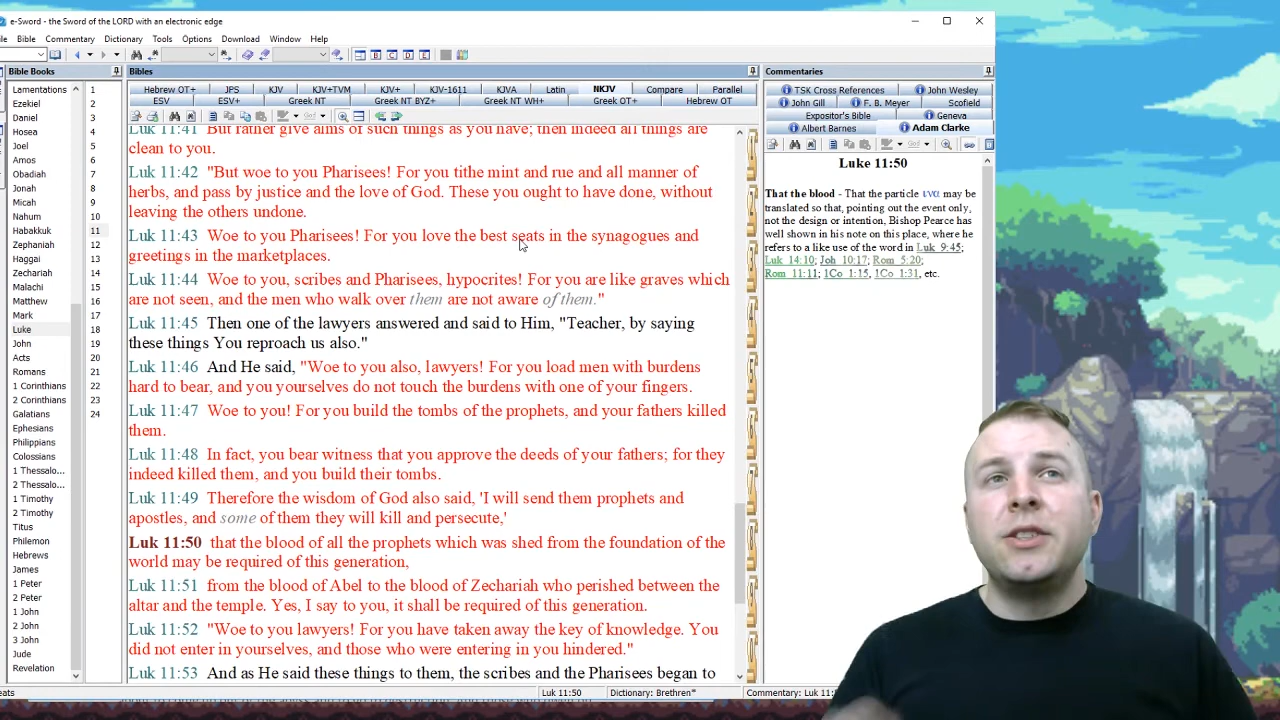 e-Sword - the Sword of the LORD with an electronic edge
ile Bible Commentary Dictionary Tools Options Download Window Help
Bible Books
Lamentations
Ezekiel
Daniel
Hosea
Joel
Amos
Obadiah
Jonah
Micah
Nahum
Habakkuk
Zephaniah
Haggai
Zechariah
Malachi
Matthew
Mark
Luke
John
Acts
Romans
1 Corinthians
2 Corinthians
Galatians
Ephesians
Philippians
Colossians
1 Thessalo...
2 Thessalo...
1 Timothy
2 Timothy
Titus
Philemon
Hebrews
James
1 Peter
2 Peter
1 John
2 John
3 John
Jude
Revelation
1
2
3
4
5
6
7
8
9
10
11
12
13
14
15
16
17
18
19
20
21
22
23
24
Bibles
Hebrew OT+ JPS KJV KJV+TVM KJV+ KJV-1611 KJVA Latin NKJV Compare Parallel
ESV ESV+ Greek NT Greek NT BYZ+ Greek NT WH+ Greek OT+ Hebrew OT
Luk 11:41 But rather give alms of such things as you have; then indeed all things are
clean to you.
Luk 11:42 "But woe to you Pharisees! For you tithe mint and rue and all manner of
herbs, and pass by justice and the love of God. These you ought to have done, without
leaving the others undone.
Luk 11:43 Woe to you Pharisees! For you love the best seats in the synagogues and
greetings in the marketplaces.
Luk 11:44 Woe to you, scribes and Pharisees, hypocrites! For you are like graves which
are not seen, and the men who walk over them are not aware of them."
Luk 11:45 Then one of the lawyers answered and said to Him, "Teacher, by saying
these things You reproach us also."
Luk 11:46 And He said, "Woe to you also, lawyers! For you load men with burdens
hard to bear, and you yourselves do not touch the burdens with one of your fingers.
Luk 11:47 Woe to you! For you build the tombs of the prophets, and your fathers killed
them.
Luk 11:48 In fact, you bear witness that you approve the deeds of your fathers; for they
indeed killed them, and you build their tombs.
Luk 11:49 Therefore the wisdom of God also said, 'I will send them prophets and
apostles, and some of them they will kill and persecute,'
Luk 11:50 that the blood of all the prophets which was shed from the foundation of the
world may be required of this generation,
Luk 11:51 from the blood of Abel to the blood of Zechariah who perished between the
altar and the temple. Yes, I say to you, it shall be required of this generation.
Luk 11:52 "Woe to you lawyers! For you have taken away the key of knowledge. You
did not enter in yourselves, and those who were entering in you hindered."
Luk 11:53 And as He said these things to them, the scribes and the Pharisees began to
Commentaries
TSK Cross References John Wesley
John Gill F. B. Meyer Scofield
Expositor's Bible Geneva
Albert Barnes Adam Clarke
Luke 11:50
That the blood - That the particle ινα may be
translated so that, pointing out the event only,
not the design or intention, Bishop Pearce has
well shown in his note on this place, where he
refers to a like use of the word in Luk 9:45;
Luk 14:10; Joh 10:17; Rom 5:20;
Rom 11:11; 1Co 1:15, 1Co 1:31, etc.
eats Luk 11:50 Dictionary: Brethren* Commentary: Luk 11: